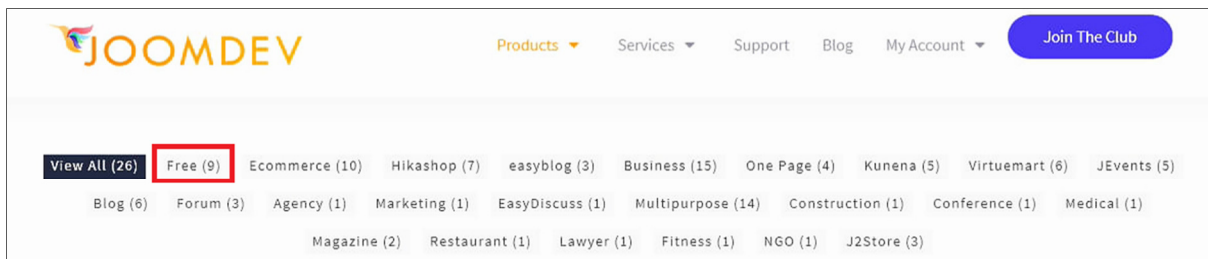 JOOMDEV Products Services Support Blog My Account Join The Club
View All (26) Free (9) Ecommerce (10) Hikashop (7) easyblog (3) Business (15) One Page (4) Kunena (5) Virtuemart (6) JEvents (5)
Blog (6) Forum (3) Agency (1) Marketing (1) EasyDiscuss (1) Multipurpose (14) Construction (1) Conference (1) Medical (1)
Magazine (2) Restaurant (1) Lawyer (1) Fitness (1) NGO (1) J2Store (3)